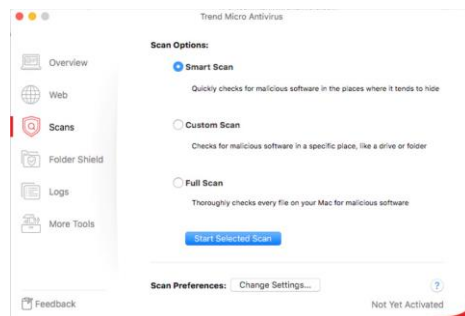 Trend Micro Antivirus
Overview
Web
Scans
Folder Shield
Logs
More Tools
Feedback
Scan Options:
Smart Scan
Quickly checks for malicious software in the places where it tends to hide
Custom Scan
Checks for malicious software in a specific place, like a drive or folder
Full Scan
Thoroughly checks every file on your Mac for malicious software
Start Selected Scan
Scan Preferences: Change Settings...
?
Not Yet Activated